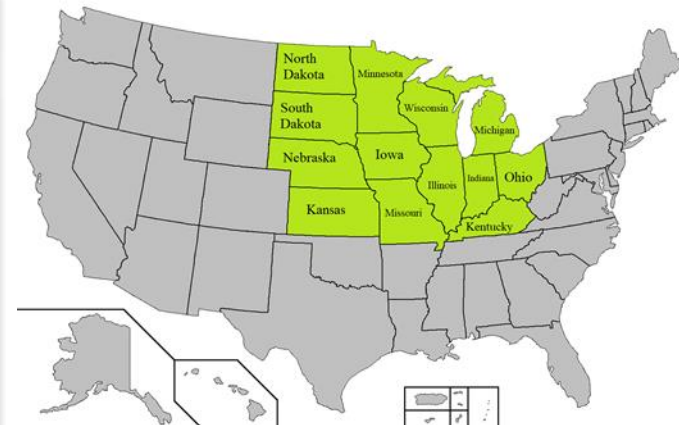 North
Dakota
Minnesota
South
Dakota
Wisconsin
Michigan
Nebraska
Iowa
Illinois
Indiana
Ohio
Kansas
Missouri
Kentucky